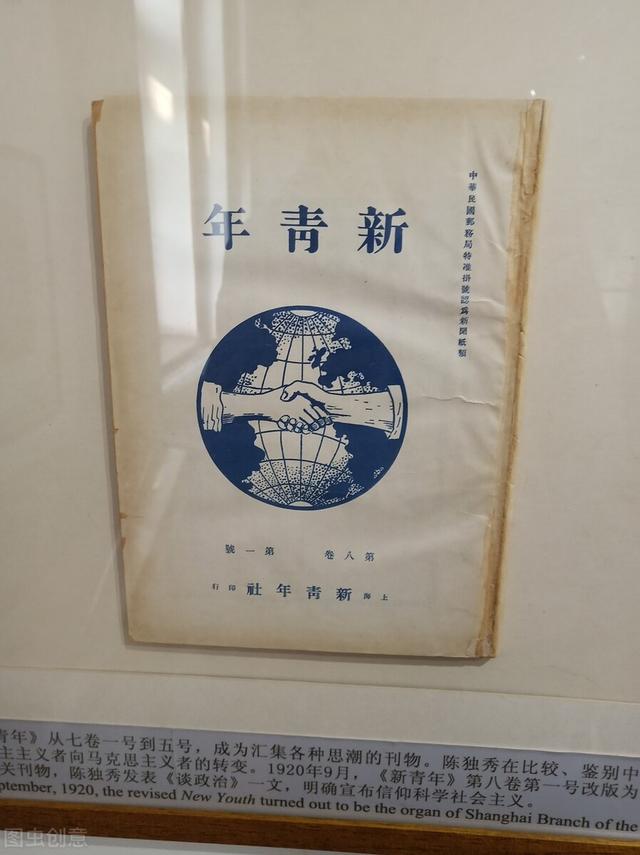 中華民國郵務局特准掛號認爲新聞紙類
新青年
第八卷 第一號
上海新青年社印行
青年》从七卷一号到五号，成为汇集各种思潮的刊物。陈独秀在比较、鉴别中
主主义者向马克思主义者的转变。1920年9月，《新青年》第八卷第一号改版为
关刊物，陈独秀发表《谈政治》一文，明确宣布信仰科学社会主义。
ptember, 1920, the revised New Youth turned out to be the organ of Shanghai Branch of the
图虫创意